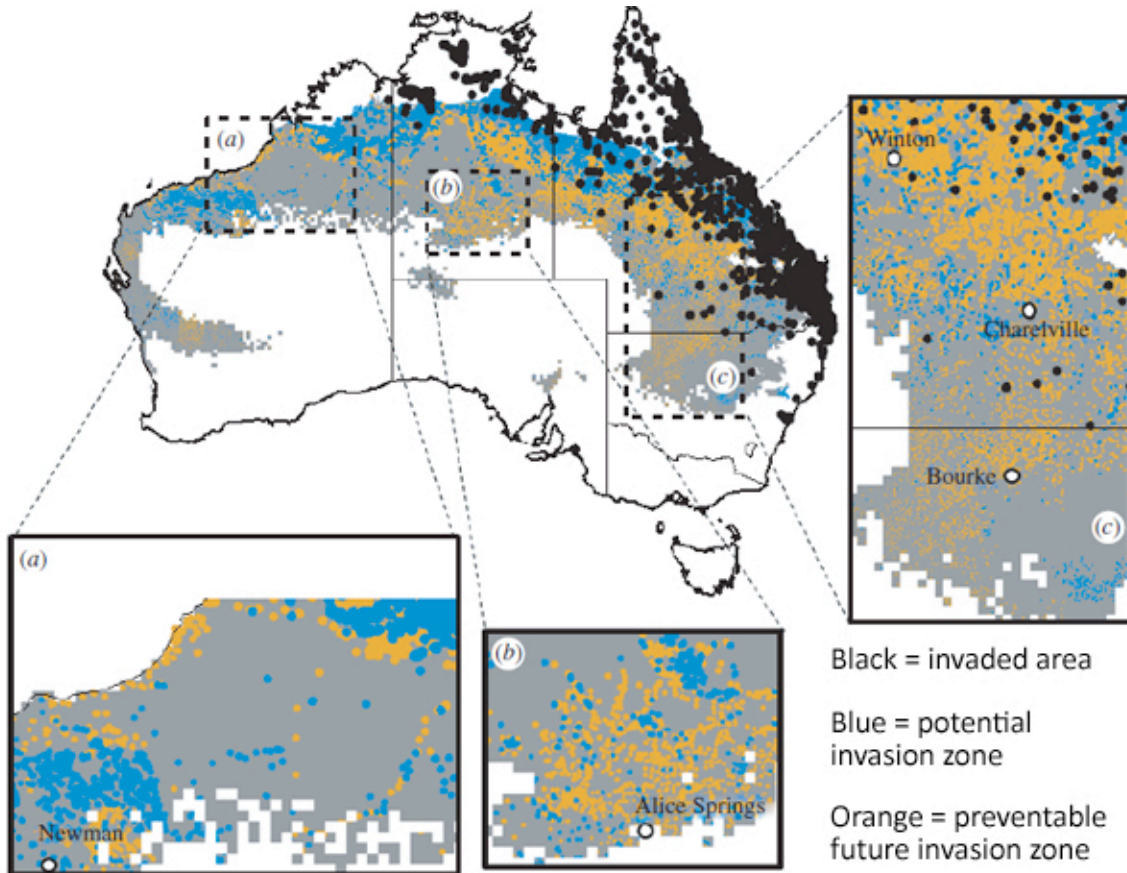 (a)
(b)
(c)
Winton
Charelville
Bourke
(c)
(a)
Newman
(b)
Alice Springs
Black = invaded area
Blue = potential
invasion zone
Orange = preventable
future invasion zone